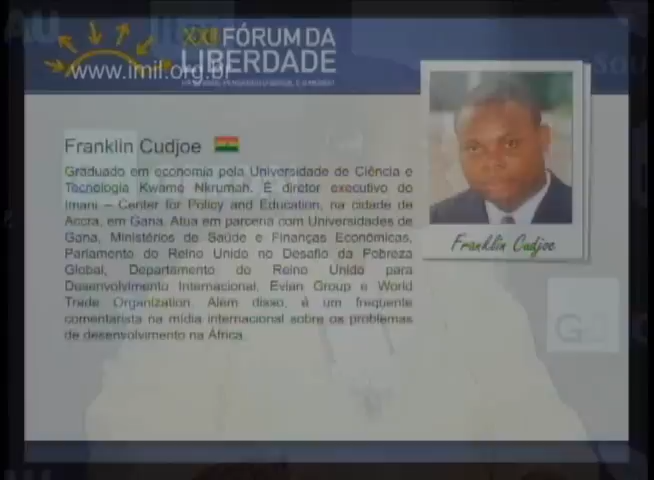 XXII FÓRUM DA
LIBERDADE
www.imil.org.br
Franklin Cudjoe
Graduado em economia pela Universidade de Ciência e
Tecnologia Kwame Nkrumah. É diretor executivo do
Imani – Center for Policy and Education, na cidade de
Accra, em Gana. Atua em parceria com Universidades de
Gana, Ministérios de Saúde e Finanças Econômicas,
Parlamento do Reino Unido no Desafio da Pobreza
Global, Departamento do Reino Unido para
Desenvolvimento Internacional, Evian Group e World
Trade Organization. Além disso, é um frequente
comentarista na mídia internacional sobre os problemas
de desenvolvimento na África.
Franklin Cudjoe